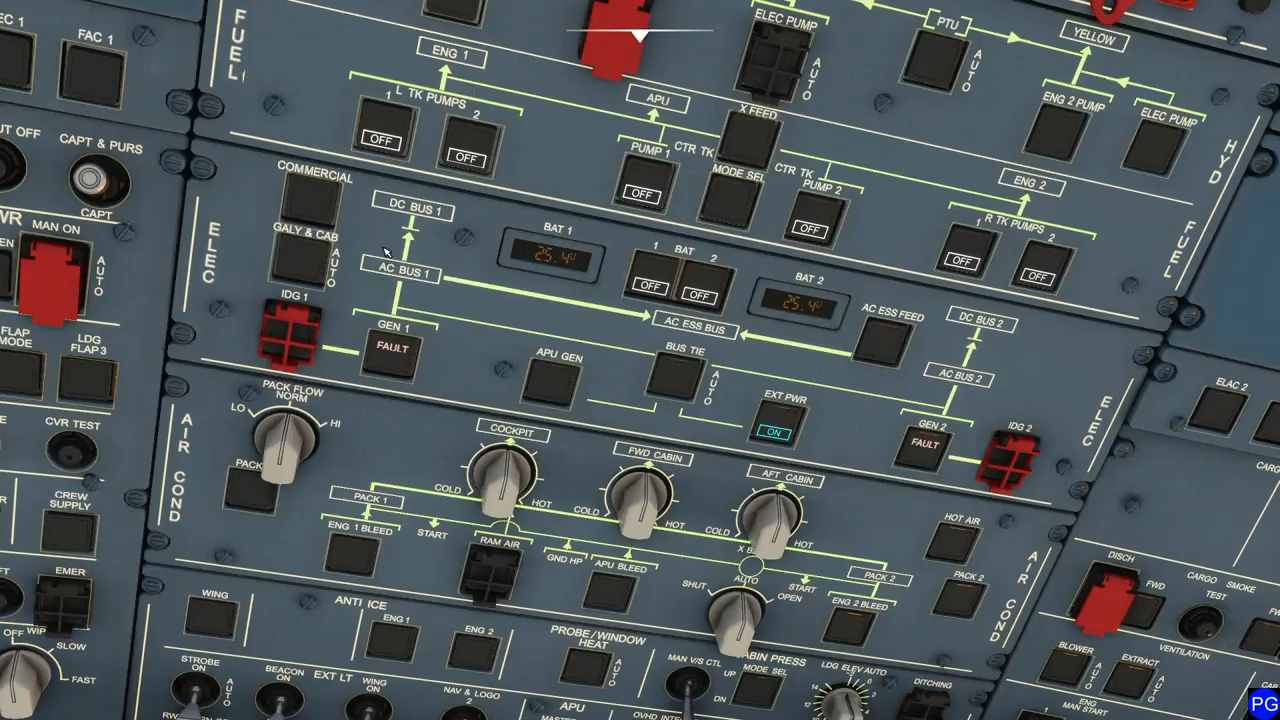 EC 1
FAC 1
FUEL
ENG 1
L TK PUMPS
1
2
OFF
OFF
ELEC PUMP
AUTO
PTU
AUTO
YELLOW
ENG 2 PUMP
ELEC PUMP
HYD
APU
X FEED
PUMP 1
CTR TK
OFF
MODE SEL
CTR TK
PUMP 2
OFF
ENG 2
R TK PUMPS
1
2
OFF
OFF
FUEL
UT OFF
CAPT & PURS
CAPT
WR
MAN ON
AUTO
FLAP
MODE
LDG
FLAP 3
CVR TEST
CREW
SUPPLY
ELEC
COMMERCIAL
GALY & CAB
AUTO
IDG 1
DC BUS 1
AC BUS 1
GEN 1
FAULT
BAT 1
25.4V
1 BAT 2
OFF
OFF
BAT 2
25.4V
AC ESS BUS
AC ESS FEED
DC BUS 2
AC BUS 2
APU GEN
BUS TIE
AUTO
EXT PWR
ON
GEN 2
FAULT
IDG 2
ELEC
ELAC 2
AIR COND
PACK FLOW
NORM
LO
HI
PACK
COCKPIT
COLD
HOT
FWD CABIN
COLD
HOT
AFT CABIN
COLD
HOT
PACK 1
ENG 1 BLEED
START
RAM AIR
GND HP
APU BLEED
X B
AUTO
SHUT
OPEN
START
PACK 2
ENG 2 BLEED
HOT AIR
PACK 2
AIR COND
EMER
OFF
WIP
SLOW
FAST
WING
ANTI ICE
ENG 1
ENG 2
PROBE/WINDOW
HEAT
AUTO
CABIN PRESS
MAN V/S CTL
UP
DN
MODE SEL
LDG ELEV AUTO
DITCHING
STROBE
ON
AUTO
BEACON
ON
EXT LT
WING
ON
NAV & LOGO
2
APU
DISCH
FWD
CARGO
SMOKE
TEST
VENTILATION
BLOWER
AUTO
EXTRACT
AUTO
ENG
MAN START
PG